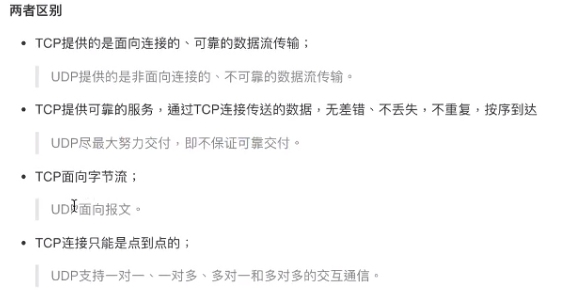 两者区别
TCP提供的是面向连接的、可靠的数据流传输；
UDP提供的是非面向连接的、不可靠的数据流传输。
TCP提供可靠的服务，通过TCP连接传送的数据，无差错、不丢失，不重复，按序到达
UDP尽最大努力交付，即不保证可靠交付。
TCP面向字节流；
UDP面向报文。
TCP连接只能是点到点的；
UDP支持一对一、一对多、多对一和多对多的交互通信。